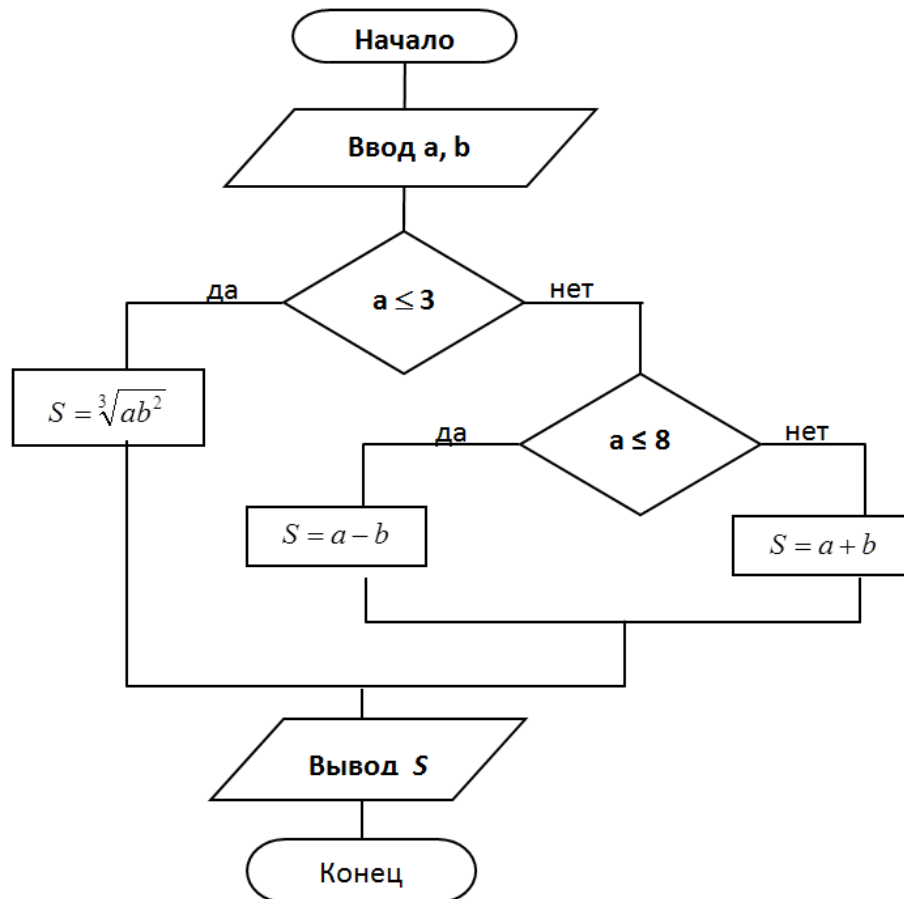 Начало
Ввод a, b
a ≤ 3
да
нет
S = ∛(ab²)
a ≤ 8
да
нет
S = a − b
S = a + b
Вывод S
Конец